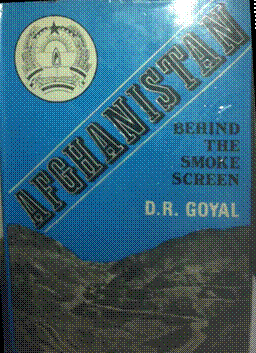 AFGHANISTAN
BEHIND
THE
SMOKE
SCREEN
D.R. GOYAL